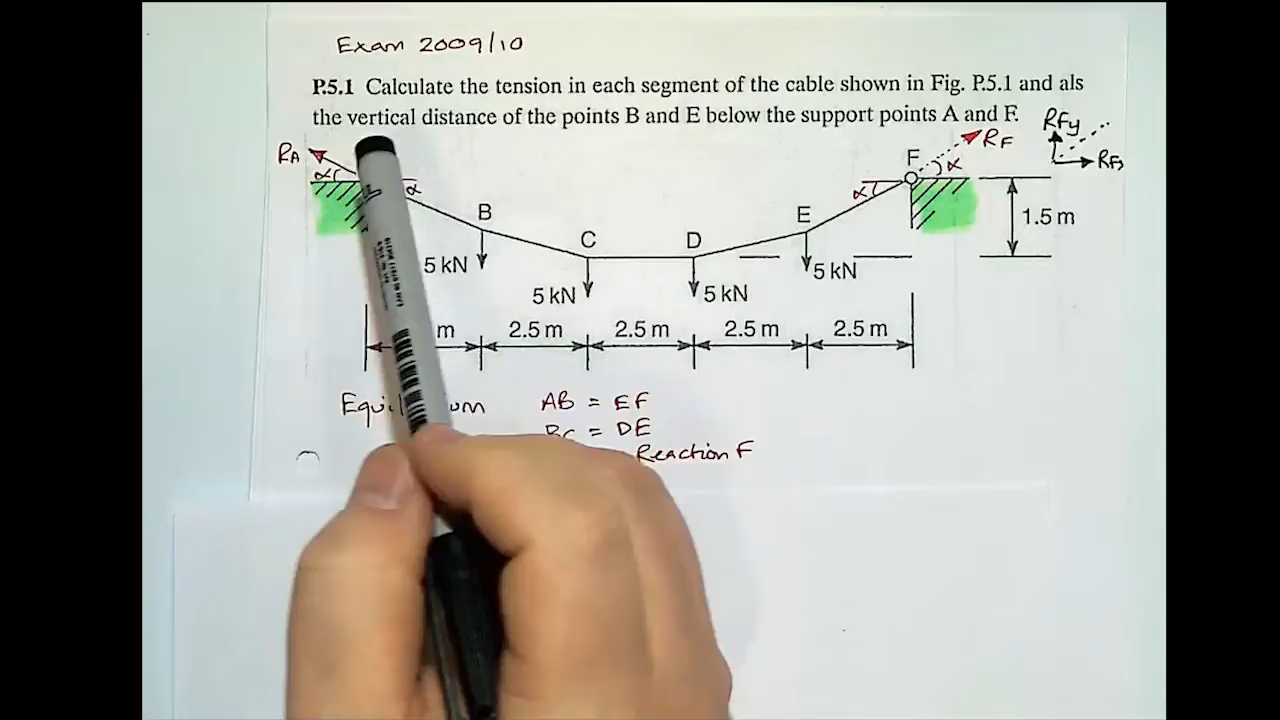 Exam 2009/10
P.5.1 Calculate the tension in each segment of the cable shown in Fig. P.5.1 and als
the vertical distance of the points B and E below the support points A and F.
RFy
RA
RF
F
α
RFx
α
α
α
B
E
C
D
1.5 m
5 kN
5 kN
5 kN
5 kN
m
2.5 m
2.5 m
2.5 m
2.5 m
AB = EF
= DE
Reaction F